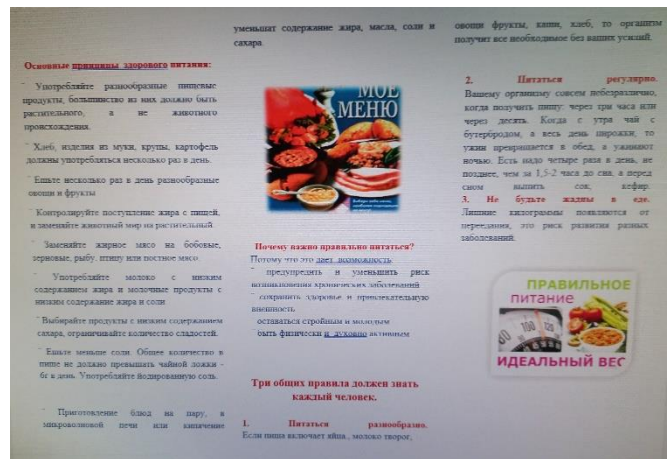 Основные принципы здорового питания:
¨ Употребляйте разнообразные пищевые
продукты, большинство из них должно быть
растительного, а не животного
происхождения.
¨ Хлеб, изделия из муки, крупы, картофель
должны употребляться несколько раз в день.
¨ Ешьте несколько раз в день разнообразные
овощи и фрукты
¨ Контролируйте поступление жира с пищей,
и заменяйте животный жир на растительный.
¨ Заменяйте жирное мясо на бобовые,
зерновые, рыбу, птицу или постное мясо.
¨ Употребляйте молоко с низким
содержанием жира и молочные продукты с
низким содержание жира и соли
¨ Выбирайте продукты с низким содержанием
сахара, ограничивайте количество сладостей.
¨ Ешьте меньше соли. Общее количество в
пище не должно превышать чайной ложки -
6г в день. Употребляйте йодированную соль.
¨ Приготовление блюд на пару, в
микроволновой печи или кипячение
уменьшат содержание жира, масла, соли и
сахара
МОЕ
МЕНЮ
Почему важно правильно питаться?
Потому что это дает возможность:
¨ предупредить и уменьшить риск
возникновения хронических заболеваний
¨ сохранить здоровье и привлекательную
внешность
оставаться стройным и молодым
быть физически и духовно активным
Три общих правила должен знать
каждый человек.
1. Питаться разнообразно.
Если пища включает яйца, молоко творог,
овощи фрукты, каши, хлеб, то организм
получит все необходимое без ваших усилий.
2. Питаться регулярно.
Вашему организму совсем небезразлично,
когда получить пищу: через три часа или
через десять. Когда с утра чай с
бутербродом, а весь день пирожки, то
ужин превращается в обед, а ужинают
ночью. Есть надо четыре раза в день, не
позднее, чем за 1,5-2 часа до сна, а перед
сном выпить сок, кефир.
3. Не будьте жадны в еде.
Лишние килограммы появляются от
переедания, это риск развития разных
заболеваний.
ПРАВИЛЬНОЕ
питание
ИДЕАЛЬНЫЙ ВЕС